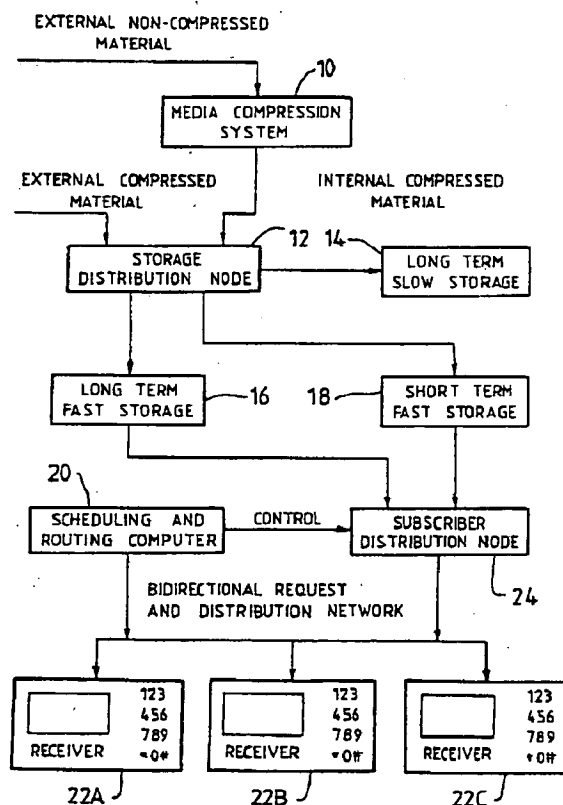 EXTERNAL NON-COMPRESSED
MATERIAL
10
MEDIA COMPRESSION
SYSTEM
EXTERNAL COMPRESSED
MATERIAL
INTERNAL COMPRESSED
MATERIAL
12
14
STORAGE
DISTRIBUTION NODE
LONG TERM
SLOW STORAGE
LONG TERM
FAST STORAGE
16
18
SHORT TERM
FAST STORAGE
20
SCHEDULING AND
ROUTING COMPUTER
CONTROL
SUBSCRIBER
DISTRIBUTION NODE
24
BIDIRECTIONAL REQUEST
AND DISTRIBUTION NETWORK
123
456
789
*0#
RECEIVER
22A
123
456
789
*0#
RECEIVER
22B
123
456
789
*0#
RECEIVER
22C